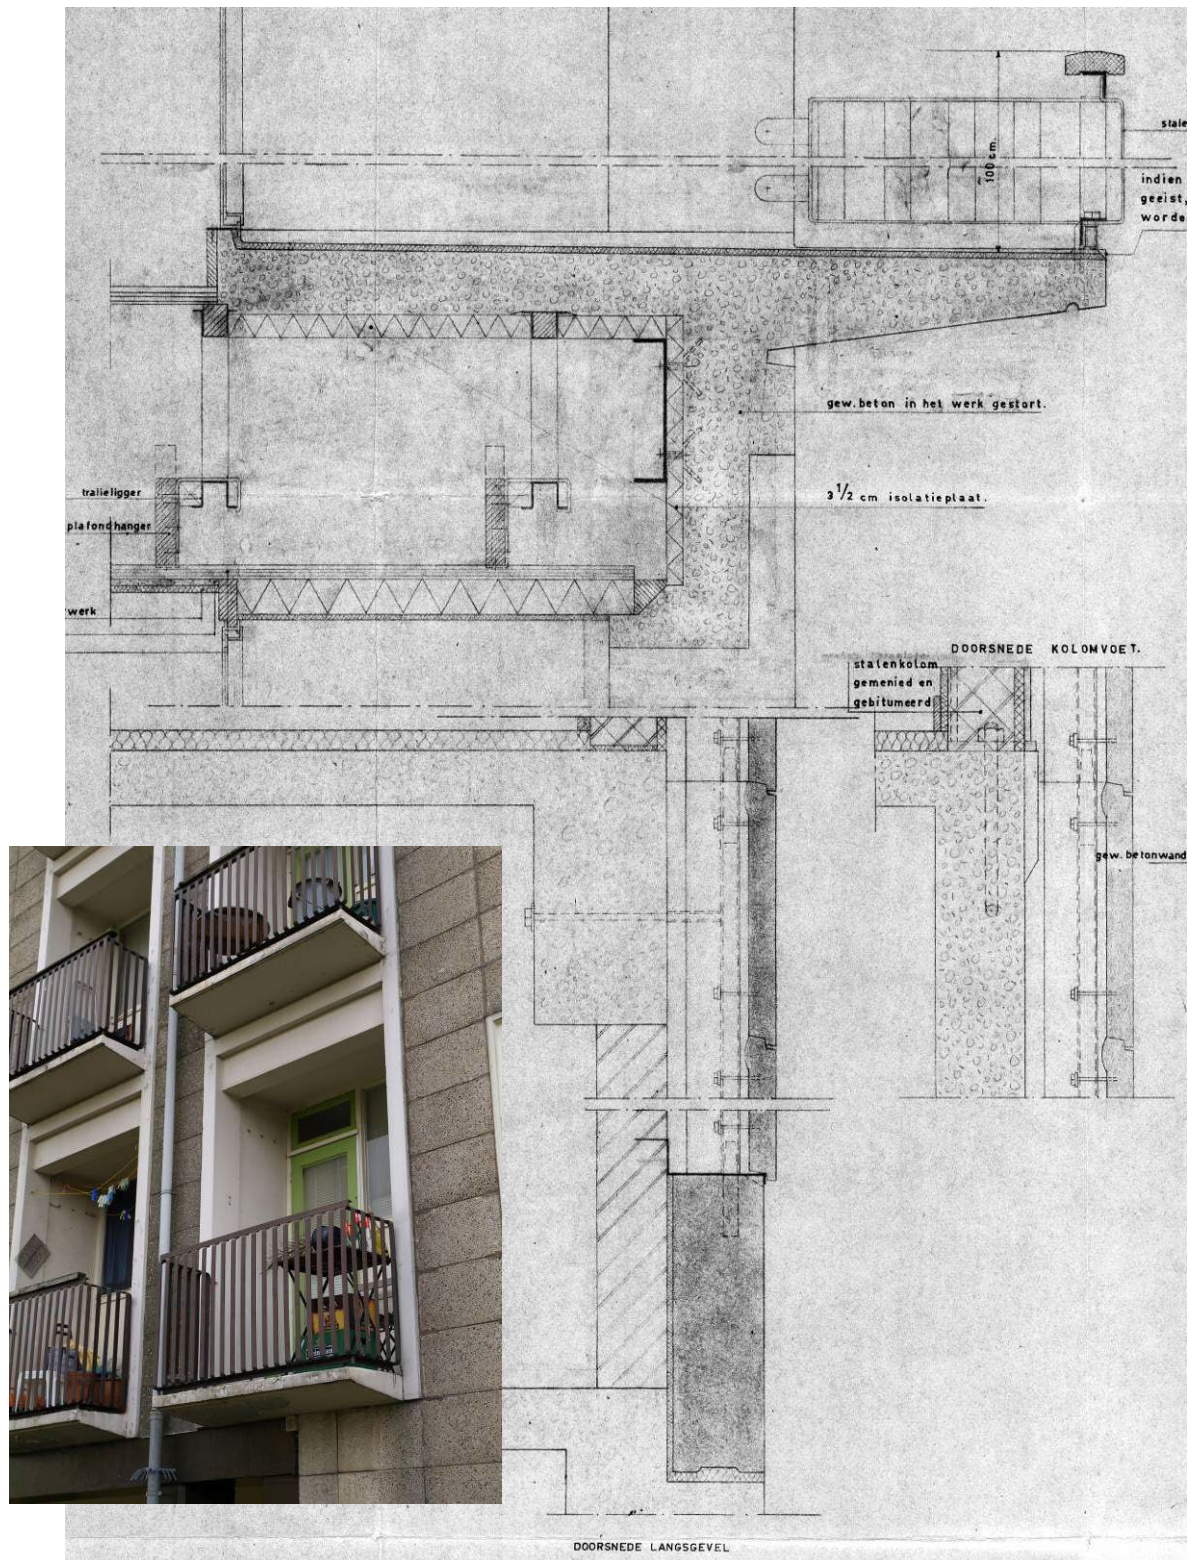 100 cm.
stale
indien
geeist,
worde
gew. beton in het werk gestort.
tralieligger
3 1/2 cm isolatieplaat.
plafondhanger
rwerk
DOORSNEDE KOLOMVOET.
stalenkolom
gemenied en
gebitumeerd
gew. betonwand
DOORSNEDE LANGSGEVEL